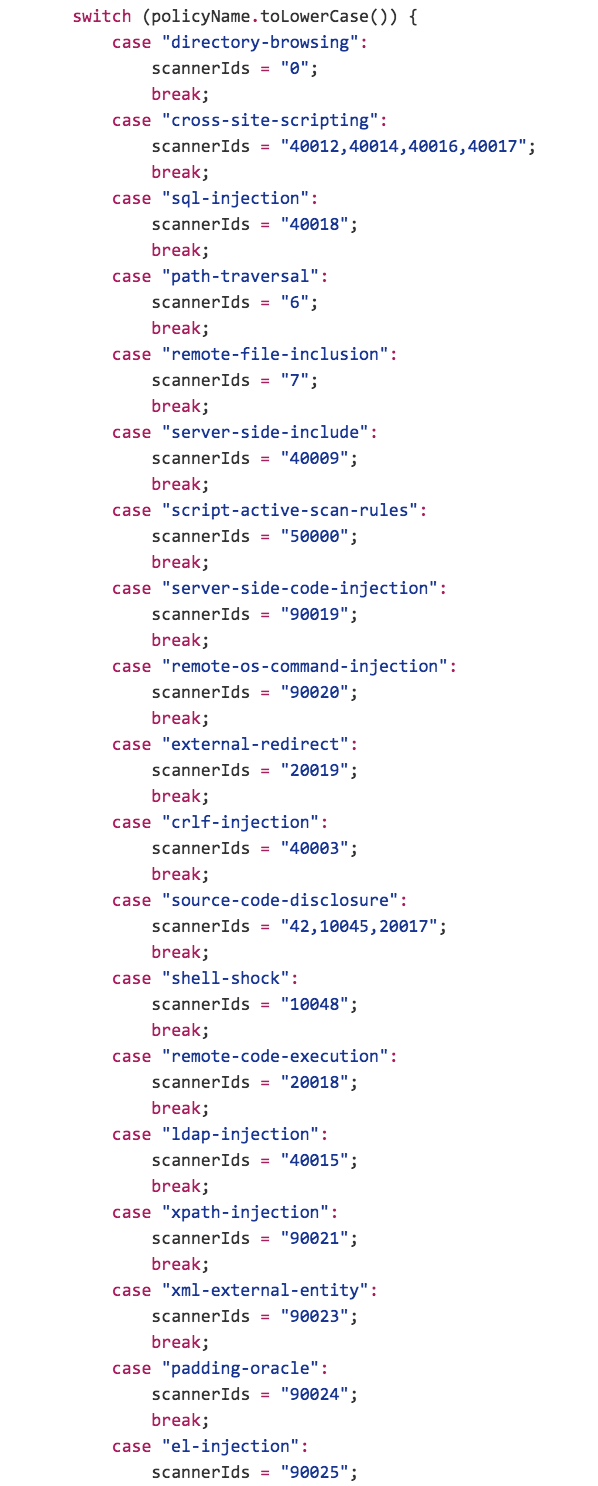 switch (policyName.toLowerCase()) {
case "directory-browsing":
scannerIds = "0";
break;
case "cross-site-scripting":
scannerIds = "40012,40014,40016,40017";
break;
case "sql-injection":
scannerIds = "40018";
break;
case "path-traversal":
scannerIds = "6";
break;
case "remote-file-inclusion":
scannerIds = "7";
break;
case "server-side-include":
scannerIds = "40009";
break;
case "script-active-scan-rules":
scannerIds = "50000";
break;
case "server-side-code-injection":
scannerIds = "90019";
break;
case "remote-os-command-injection":
scannerIds = "90020";
break;
case "external-redirect":
scannerIds = "20019";
break;
case "crlf-injection":
scannerIds = "40003";
break;
case "source-code-disclosure":
scannerIds = "42,10045,20017";
break;
case "shell-shock":
scannerIds = "10048";
break;
case "remote-code-execution":
scannerIds = "20018";
break;
case "ldap-injection":
scannerIds = "40015";
break;
case "xpath-injection":
scannerIds = "90021";
break;
case "xml-external-entity":
scannerIds = "90023";
break;
case "padding-oracle":
scannerIds = "90024";
break;
case "el-injection":
scannerIds = "90025";